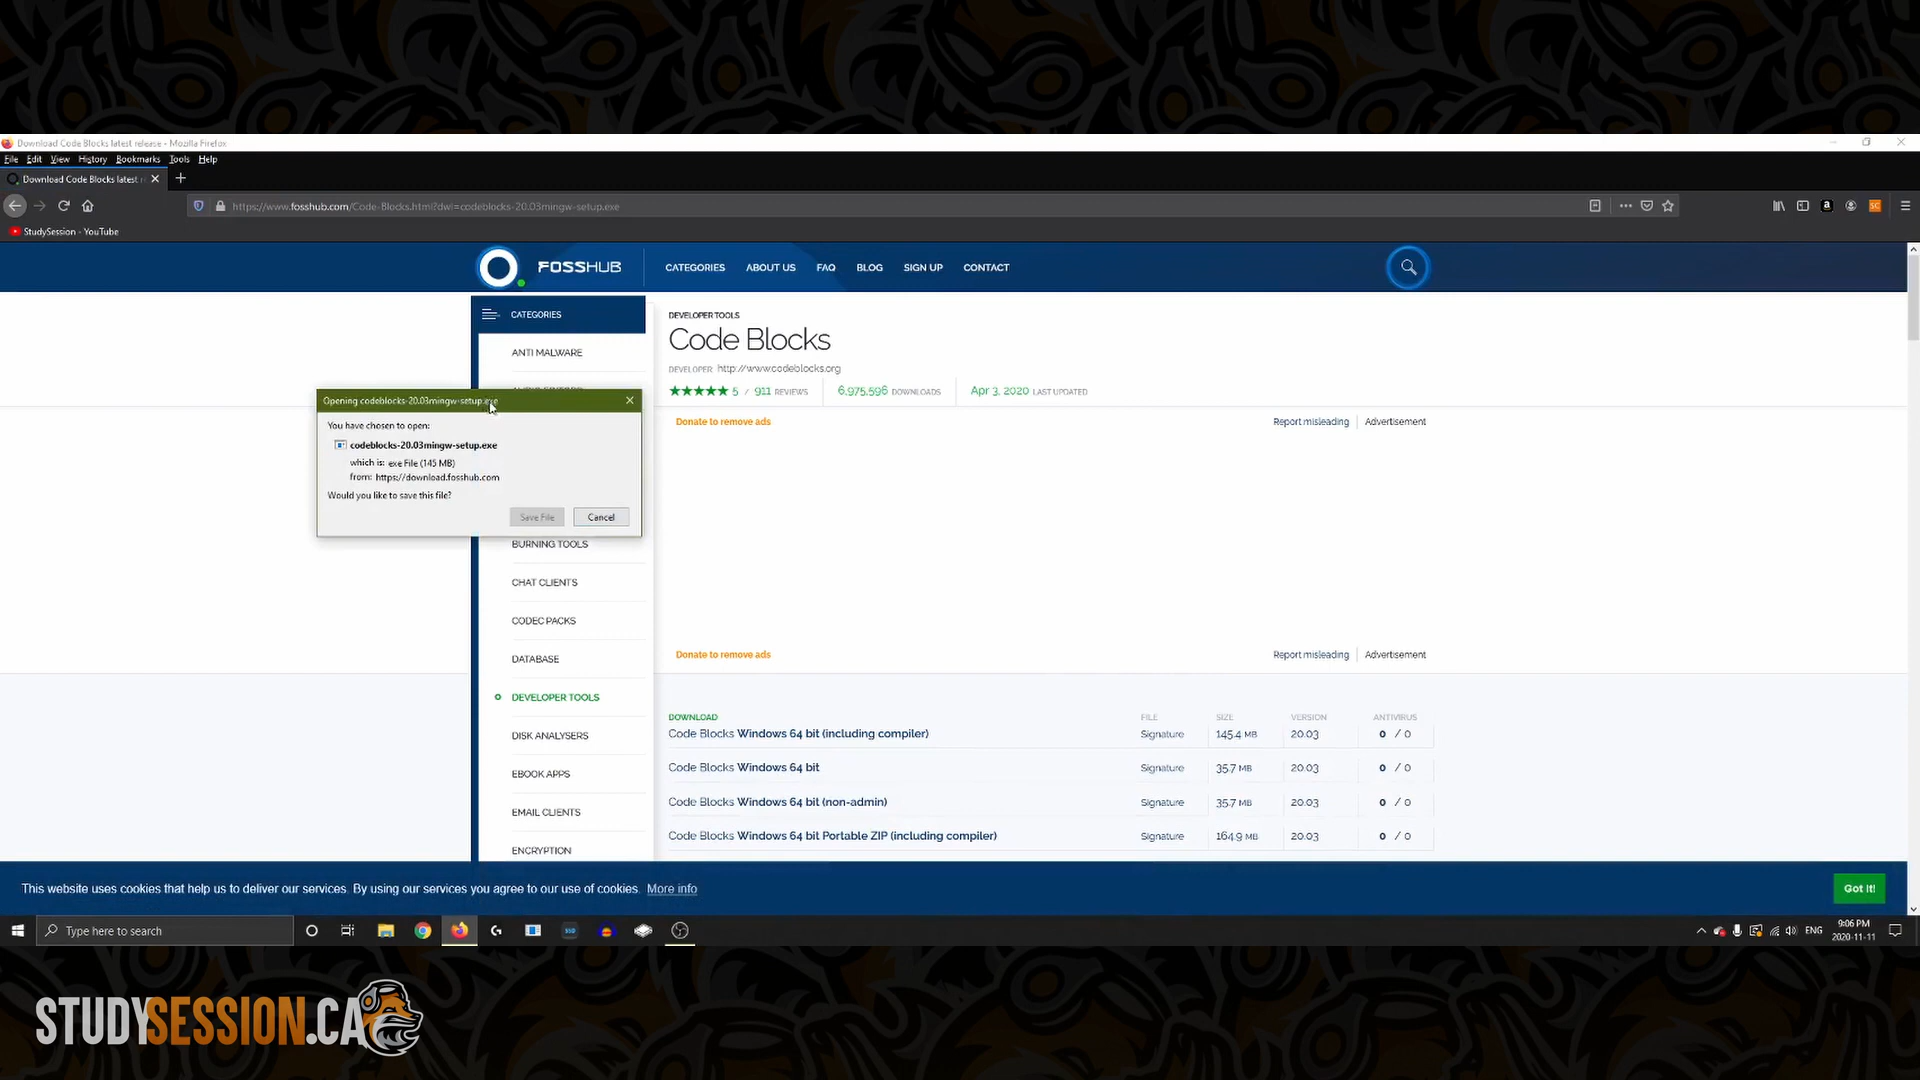 Download Code Blocks latest release - Mozilla Firefox
File Edit View History Bookmarks Tools Help
Download Code Blocks latest r
https://www.fosshub.com/Code-Blocks.html?dwl=codeblocks-20.03mingw-setup.exe
StudySession - YouTube
FOSSHUB
CATEGORIES ABOUT US FAQ BLOG SIGN UP CONTACT
CATEGORIES
ANTI MALWARE
DEVELOPER TOOLS
Code Blocks
DEVELOPER http://www.codeblocks.org
5 / 911 REVIEWS 6,975,596 DOWNLOADS Apr 3, 2020 LAST UPDATED
Donate to remove ads Report misleading Advertisement
Opening codeblocks-20.03mingw-setup.exe
You have chosen to open:
codeblocks-20.03mingw-setup.exe
which is: exe File (145 MB)
from: https://download.fosshub.com
Would you like to save this file?
Save File Cancel
BURNING TOOLS
CHAT CLIENTS
CODEC PACKS
DATABASE
DEVELOPER TOOLS
DISK ANALYSERS
EBOOK APPS
EMAIL CLIENTS
ENCRYPTION
Donate to remove ads Report misleading Advertisement
DOWNLOAD FILE SIZE VERSION ANTIVIRUS
Code Blocks Windows 64 bit (including compiler) Signature 145.4 MB 20.03 0 / 0
Code Blocks Windows 64 bit Signature 35.7 MB 20.03 0 / 0
Code Blocks Windows 64 bit (non-admin) Signature 35.7 MB 20.03 0 / 0
Code Blocks Windows 64 bit Portable ZIP (including compiler) Signature 164.9 MB 20.03 0 / 0
This website uses cookies that help us to deliver our services. By using our services you agree to our use of cookies. More info
Got It!
Type here to search
ENG
9:06 PM
2020-11-11
STUDYSESSION.CA